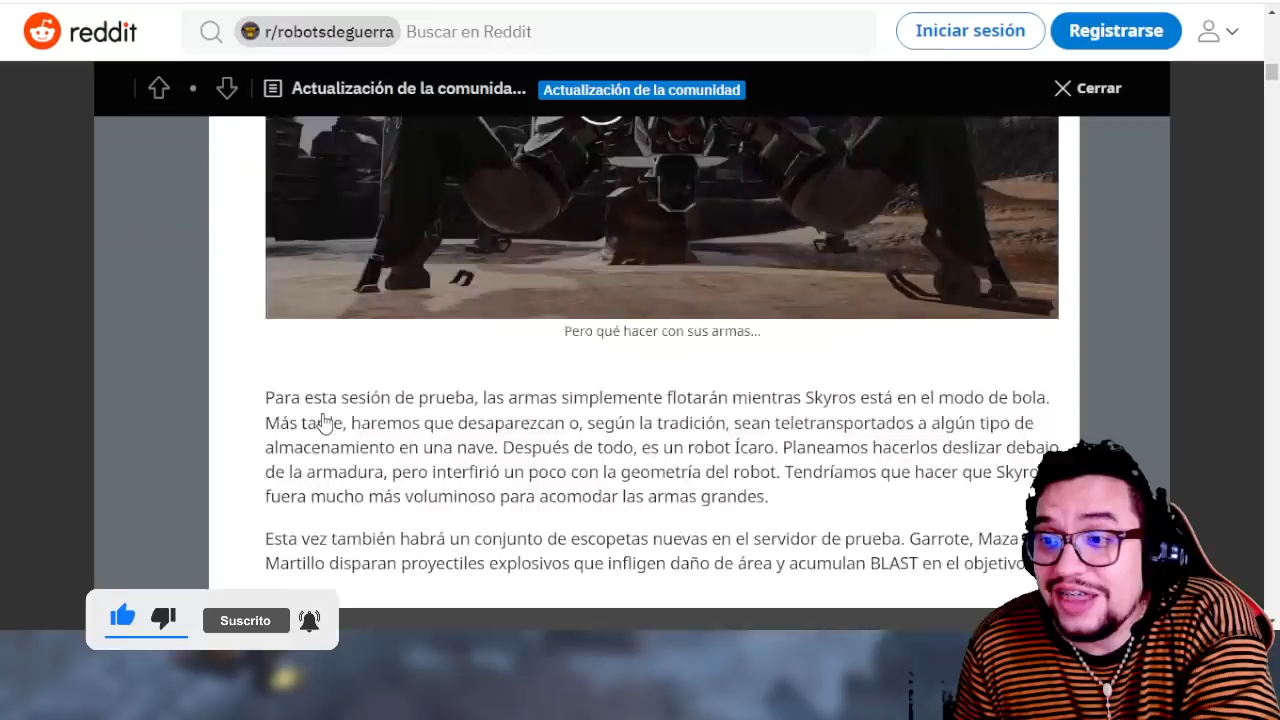 reddit
r/robotsdeguerra Buscar en Reddit
Iniciar sesión
Registrarse
Actualización de la comunida...
Actualización de la comunidad
Cerrar
Pero qué hacer con sus armas...
Para esta sesión de prueba, las armas simplemente flotarán mientras Skyros está en el modo de bola.
Más tarde, haremos que desaparezcan o, según la tradición, sean teletransportados a algún tipo de
almacenamiento en una nave. Después de todo, es un robot Ícaro. Planeamos hacerlos deslizar debajo
de la armadura, pero interfirió un poco con la geometría del robot. Tendríamos que hacer que Skyros
fuera mucho más voluminoso para acomodar las armas grandes.
Esta vez también habrá un conjunto de escopetas nuevas en el servidor de prueba. Garrote, Maza
Martillo disparan proyectiles explosivos que infligen daño de área y acumulan BLAST en el objetivo
Suscrito